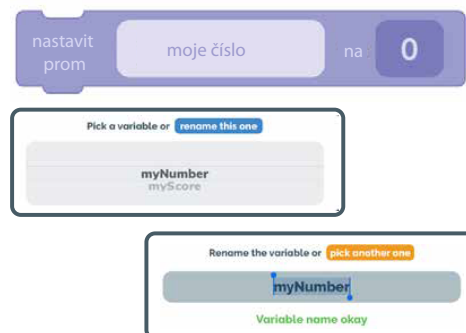 nastavit
prom
moje číslo
na
0
Pick a variable or rename this one
myNumber
myScore
Rename the variable or pick another one
myNumber
Variable name okay